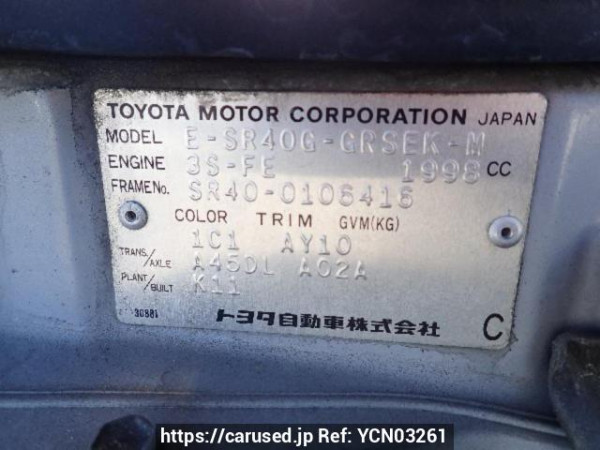 TOYOTA MOTOR CORPORATION JAPAN
MODEL E-SR40G-GRSEK-M
ENGINE 3S-FE 1998 CC
FRAME No. SR40-0106416
COLOR TRIM GVM(KG)
1C1 AY10
TRANS./AXLE A45DL A02A
PLANT/BUILT K11
トヨタ自動車株式会社 C
https://carused.jp Ref: YCN03261